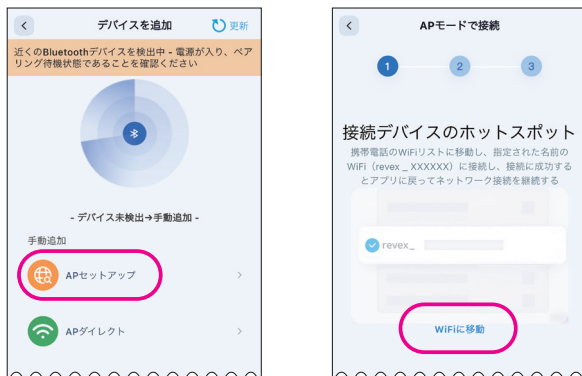 デバイスを追加
更新
近くのBluetoothデバイスを検出中 - 電源が入り、ペア
リング待機状態であることを確認ください
- デバイス未検出→手動追加 -
手動追加
APセットアップ
APダイレクト
APモードで接続
1 2 3
接続デバイスのホットスポット
携帯電話のWiFiリストに移動し、指定された名前の
WiFi（revex _ XXXXXX）に接続し、接続に成功する
とアプリに戻ってネットワーク接続を継続する
revex_
WiFiに移動